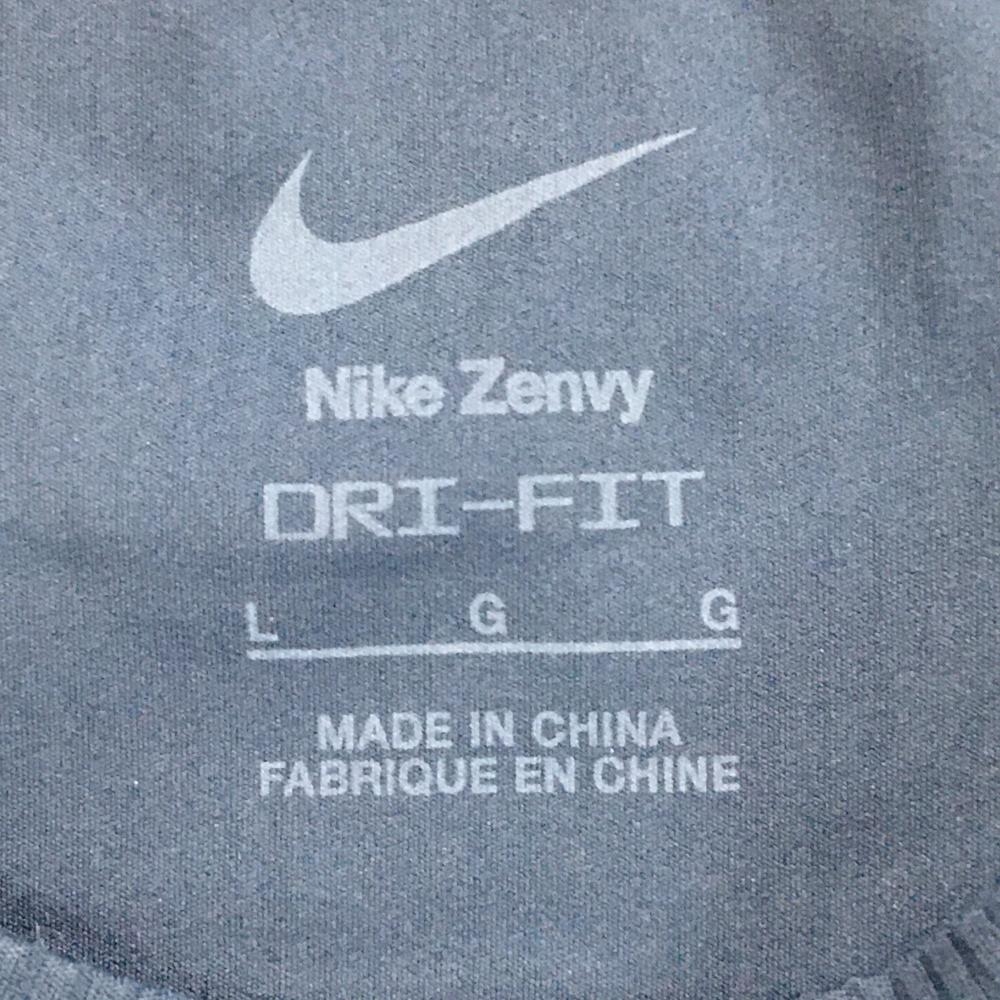 Nike Zenvy
DRI-FIT
L G G
MADE IN CHINA
FABRIQUE EN CHINE